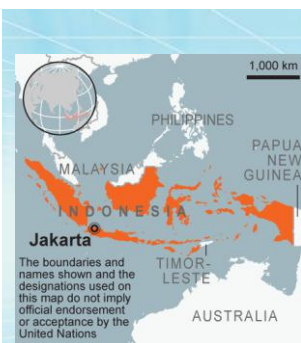 1,000 km
PHILIPPINES
PAPUA
NEW
GUINEA
MALAYSIA
INDONESIA
Jakarta
TIMOR-
LESTE
The boundaries and
names shown and the
designations used on
this map do not imply
official endorsement
or acceptance by the
United Nations
AUSTRALIA